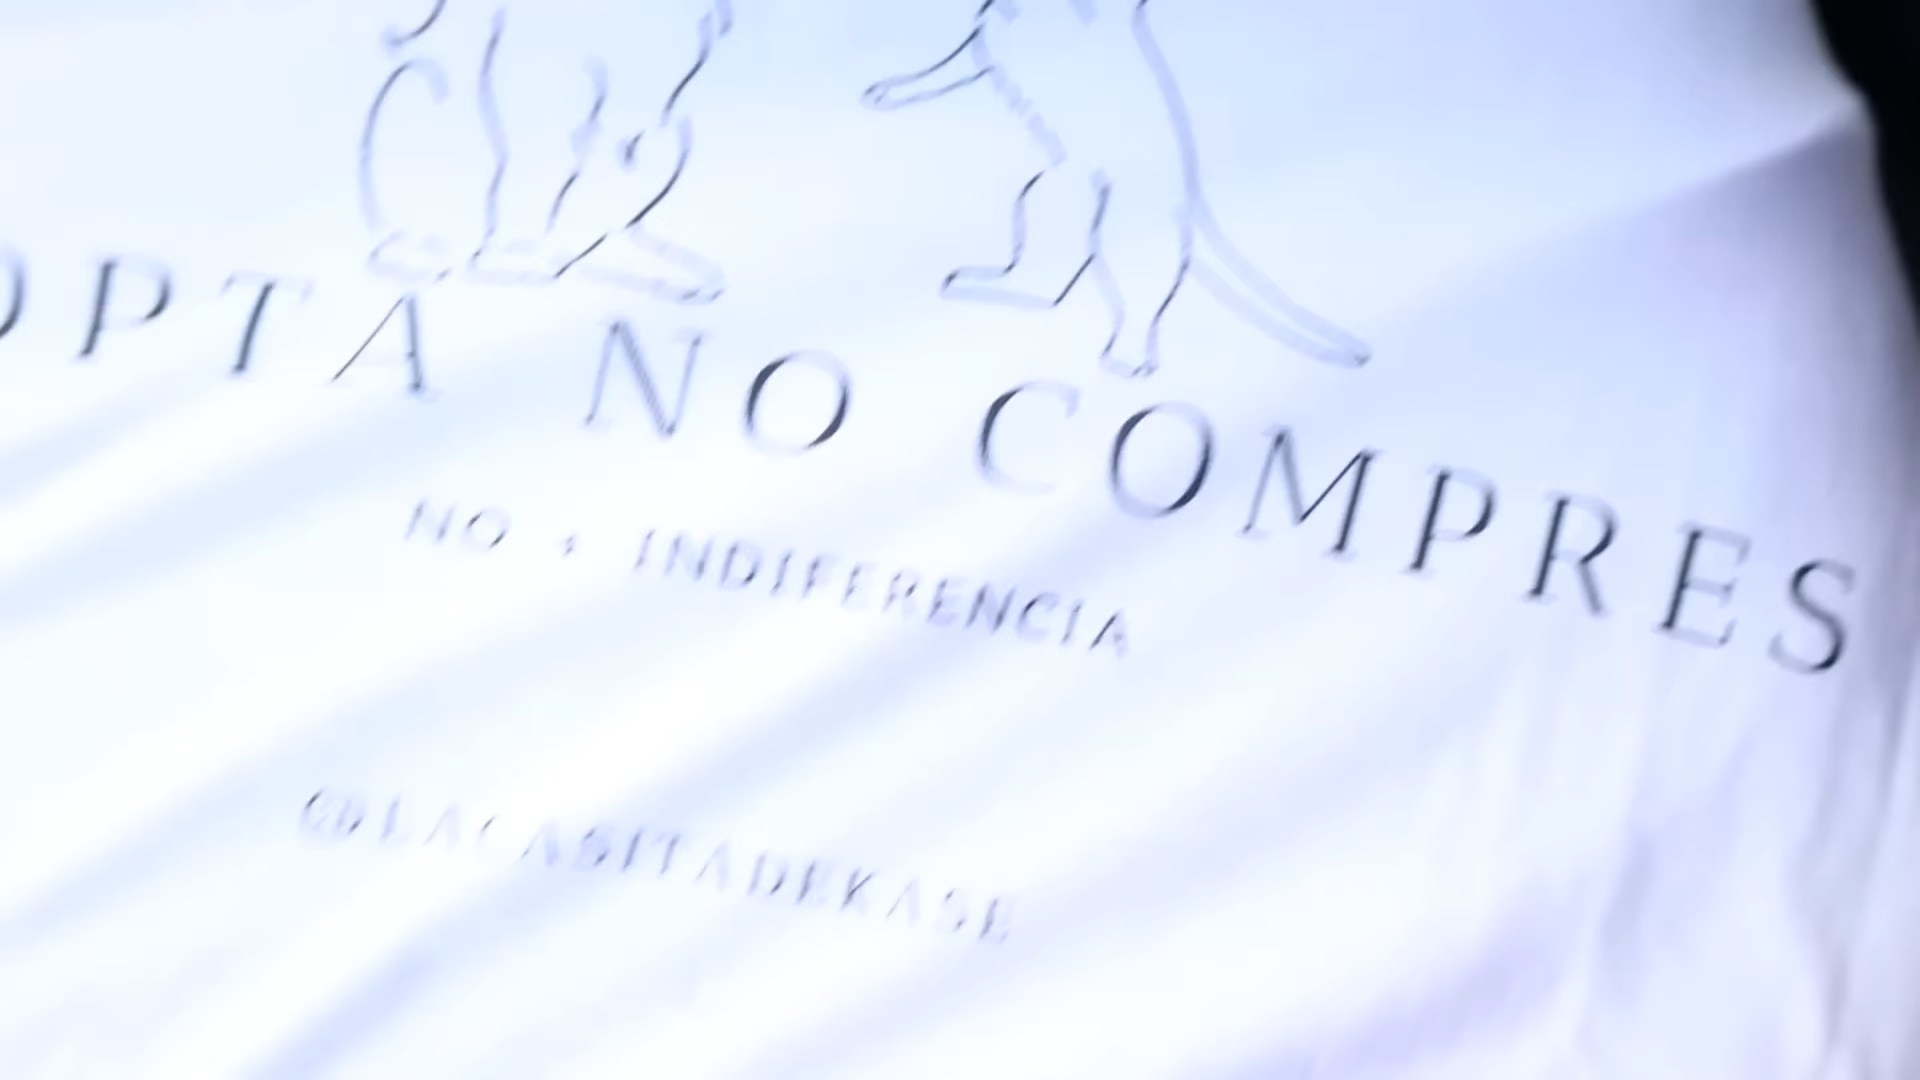 OPTA NO COMPRES
NO + INDIFERENCIA
@LACASITADEKASE